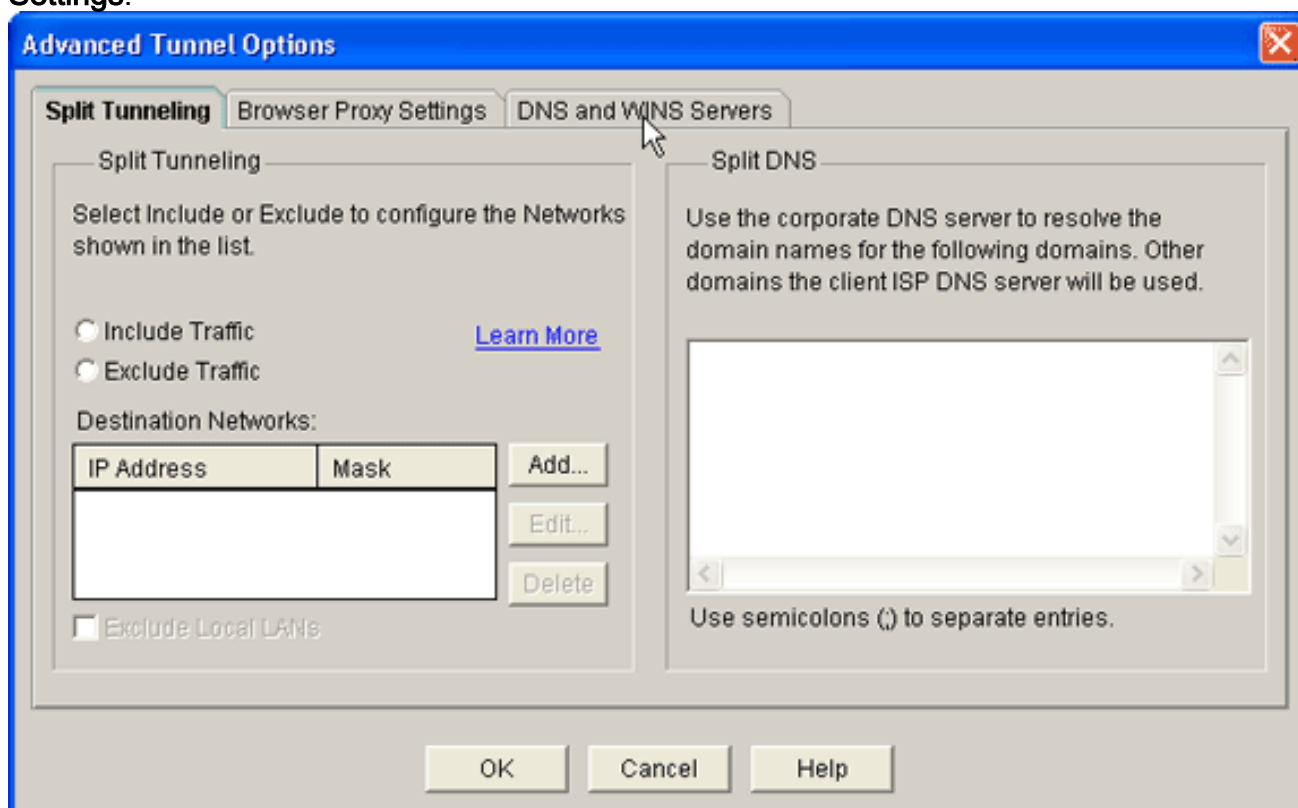 Settings.
Advanced Tunnel Options
Split Tunneling
Browser Proxy Settings
DNS and WINS Servers
Split Tunneling
Select Include or Exclude to configure the Networks
shown in the list.
Include Traffic
Learn More
Exclude Traffic
Destination Networks:
IP Address
Mask
Add...
Edit...
Delete
Exclude Local LANs
Split DNS
Use the corporate DNS server to resolve the
domain names for the following domains. Other
domains the client ISP DNS server will be used.
Use semicolons (;) to separate entries.
OK
Cancel
Help